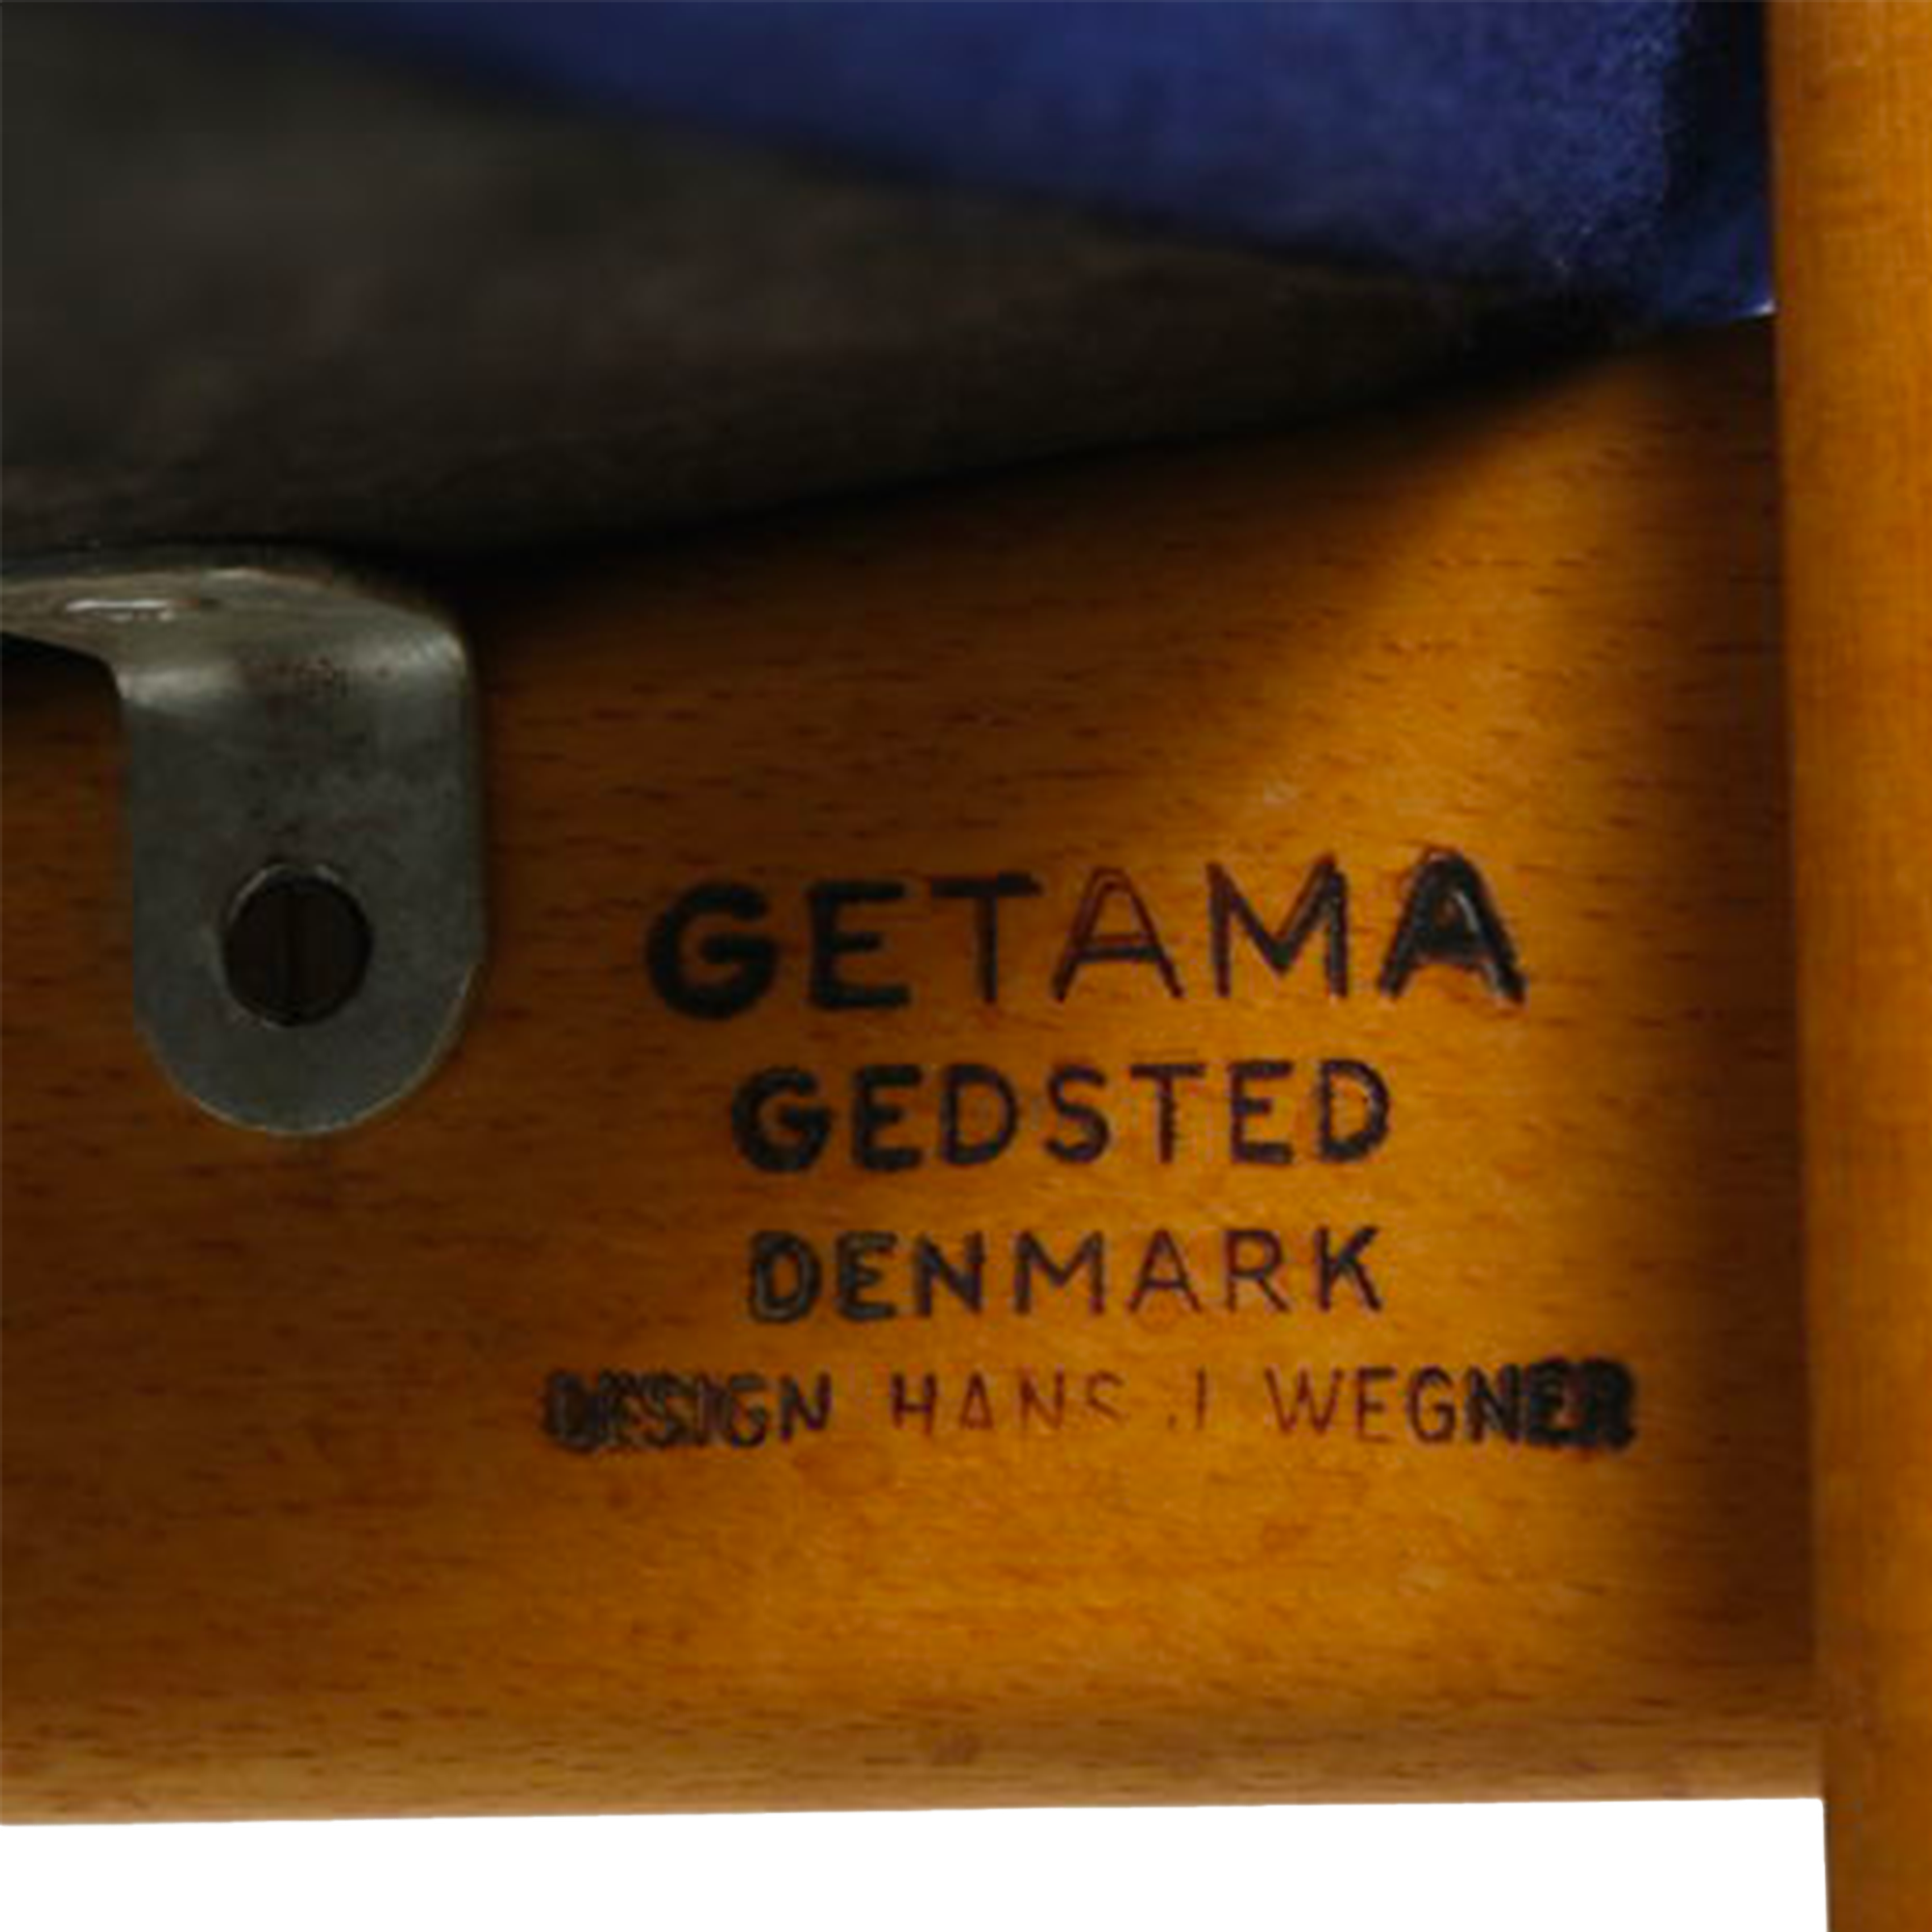 GETAMA
GEDSTED
DENMARK
DESIGN HANS J WEGNER